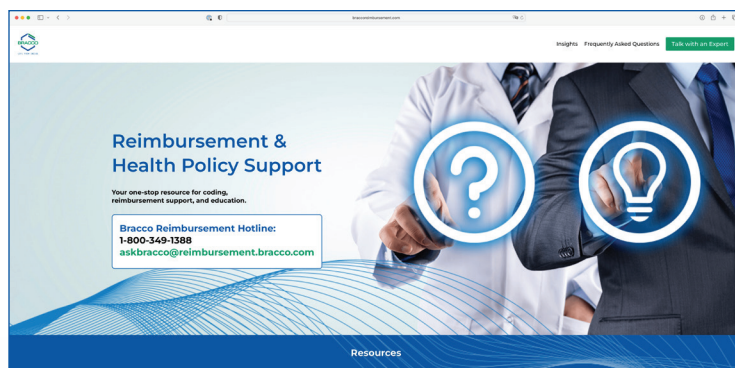 braccoreimbursement.com
BRACCO
Insights Frequently Asked Questions Talk with an Expert
Reimbursement &
Health Policy Support
Your one-stop resource for coding,
reimbursement support, and education.
Bracco Reimbursement Hotline:
1-800-349-1388
askbracco@reimbursement.bracco.com
Resources